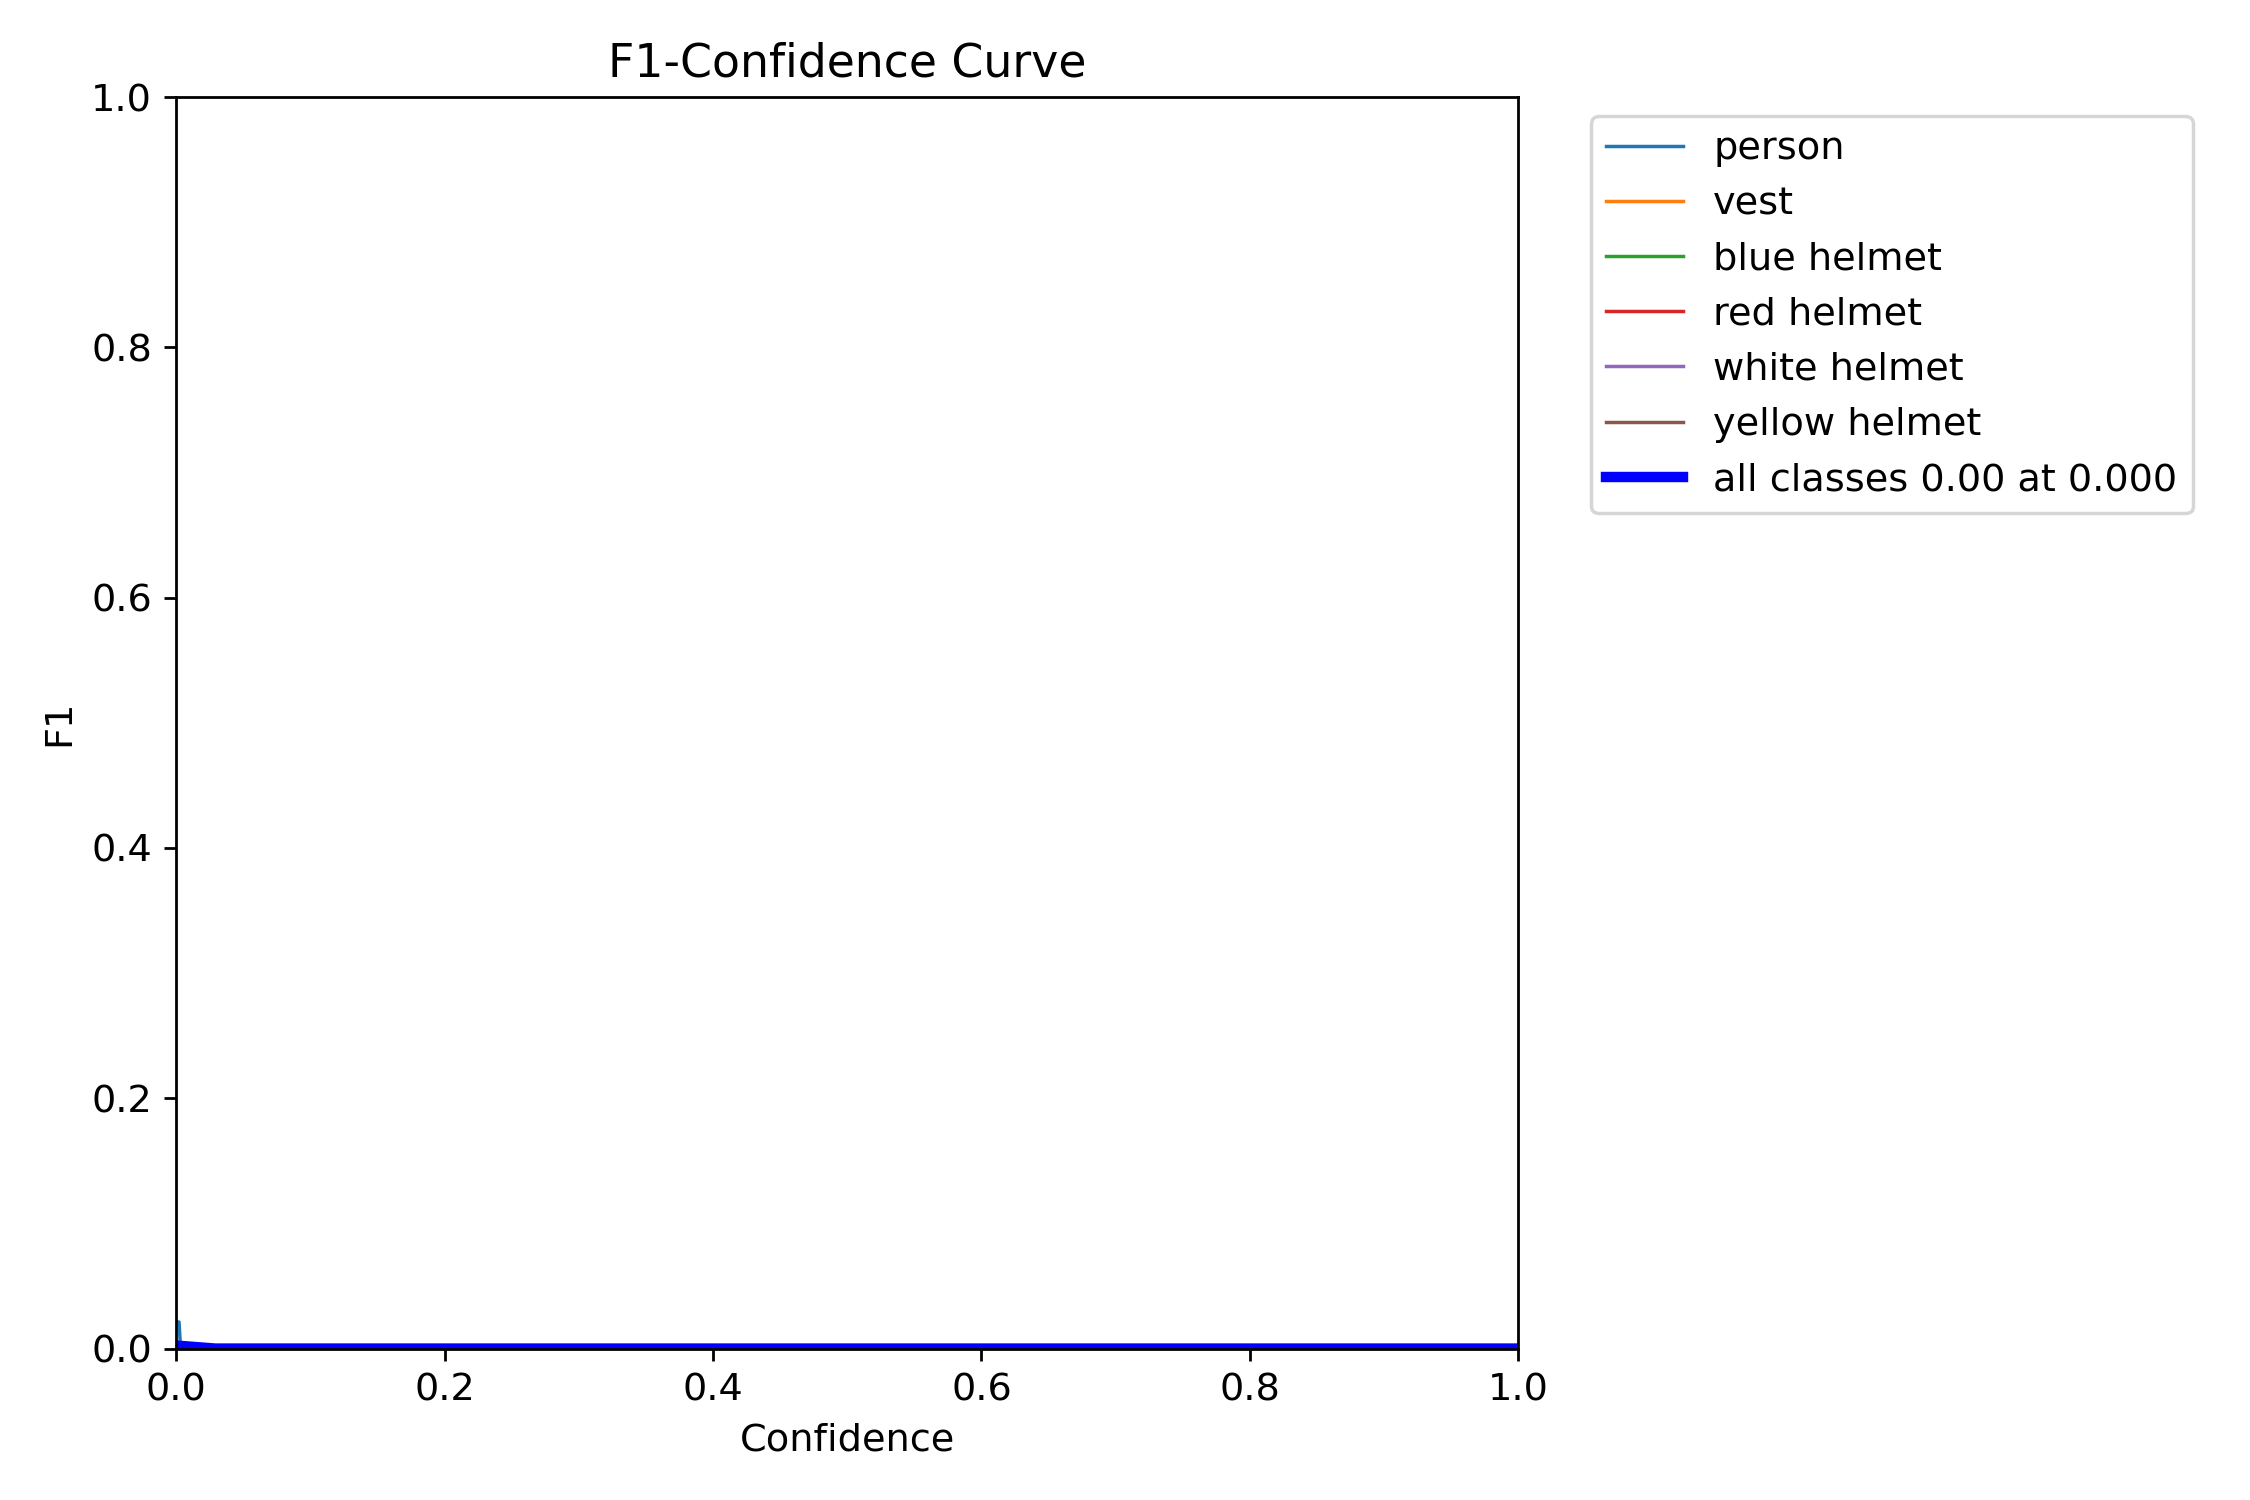 F1-Confidence Curve
1.0
0.8
0.6
0.4
0.2
0.0
F1
0.0 0.2 0.4 0.6 0.8 1.0
Confidence
person
vest
blue helmet
red helmet
white helmet
yellow helmet
all classes 0.00 at 0.000